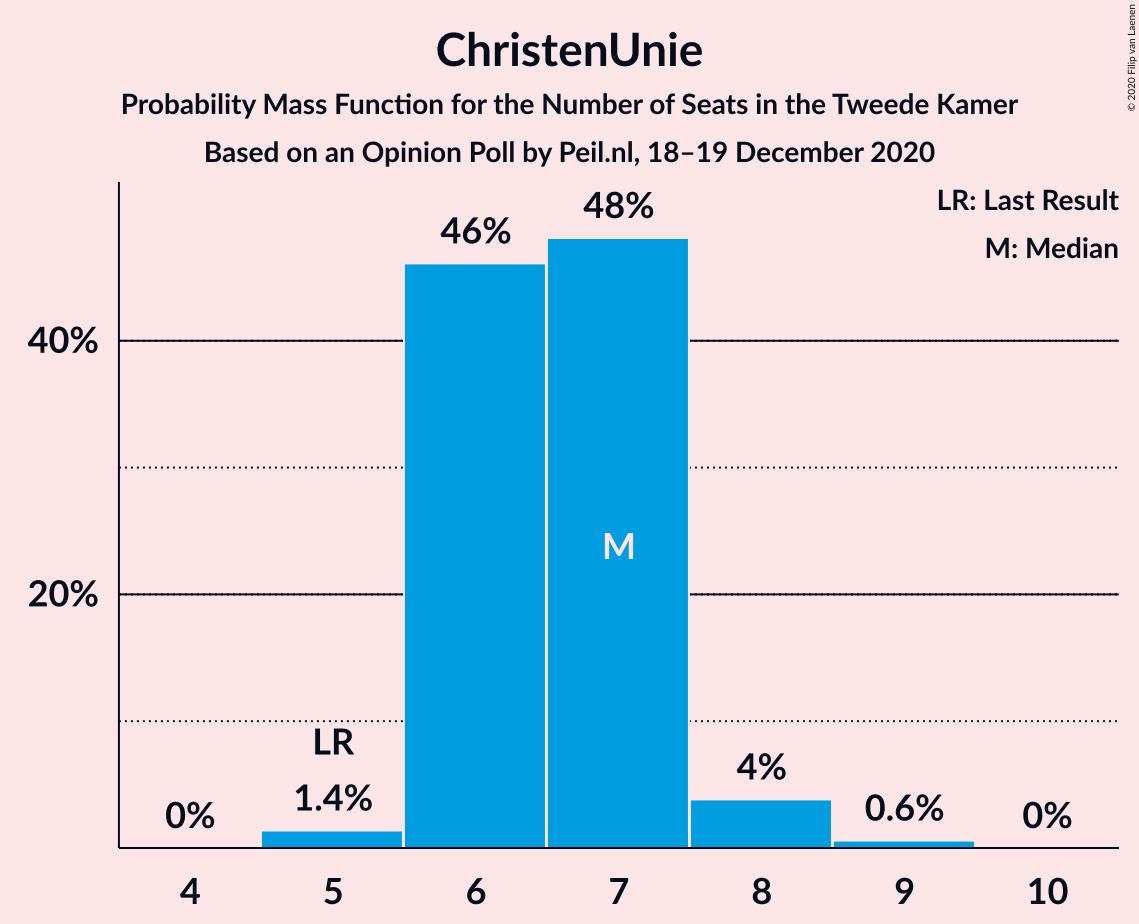 ChristenUnie
Probability Mass Function for the Number of Seats in the Tweede Kamer
Based on an Opinion Poll by Peil.nl, 18–19 December 2020
© 2020 Filip van Laenen
LR: Last Result
M: Median
48%
46%
40%
M
20%
LR
1.4%
0%
4%
0.6%
0%
4 5 6 7 8 9 10